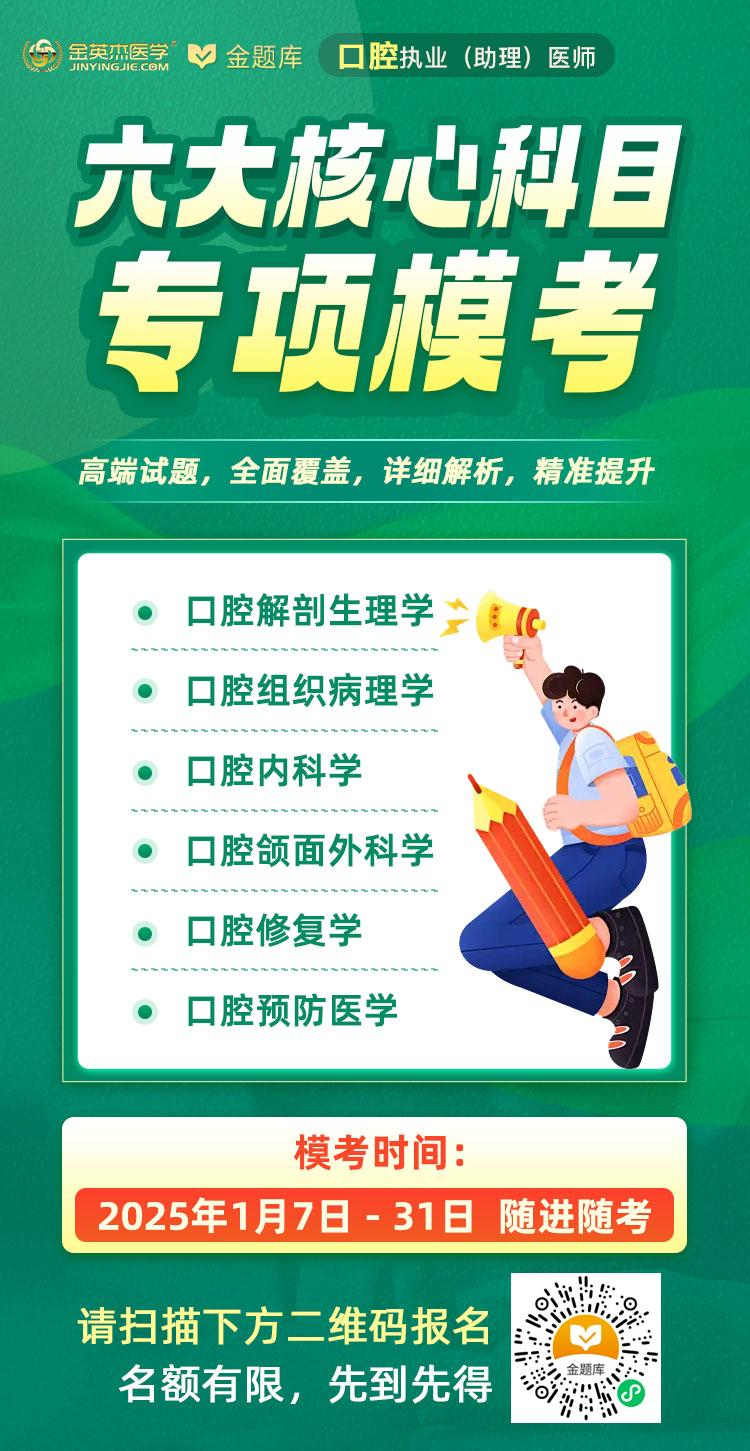 金英杰医学
JINYINGJIE.COM
金题库
口腔执业（助理）医师
六大核心科目
专项模考
高端试题，全面覆盖，详细解析，精准提升
口腔解剖生理学
口腔组织病理学
口腔内科学
口腔颌面外科学
口腔修复学
口腔预防医学
模考时间：
2025年1月7日 - 31日 随进随考
请扫描下方二维码报名
名额有限，先到先得
金题库